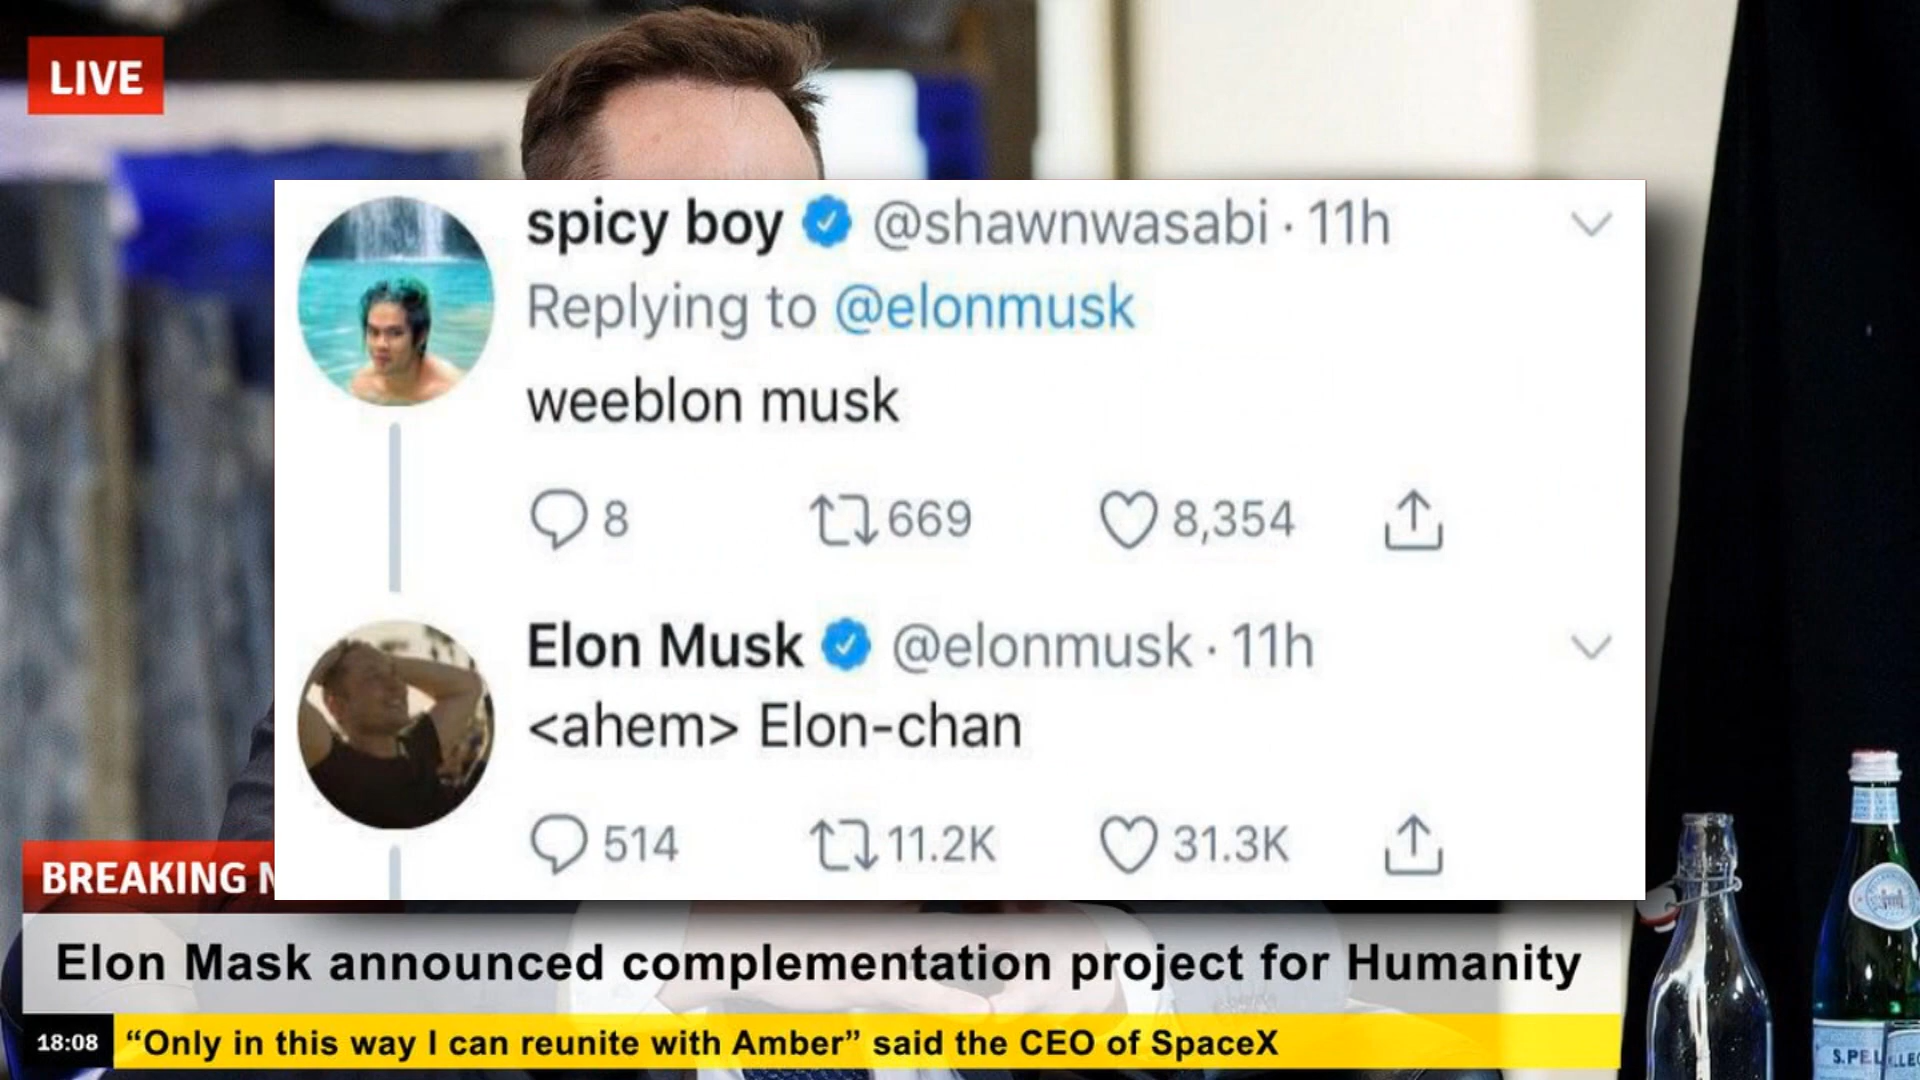 LIVE
spicy boy @shawnwasabi · 11h
Replying to @elonmusk
weeblon musk
8 669 8,354
Elon Musk @elonmusk · 11h
<ahem> Elon-chan
514 11.2K 31.3K
BREAKING
Elon Mask announced complementation project for Humanity
18:08 “Only in this way I can reunite with Amber” said the CEO of SpaceX